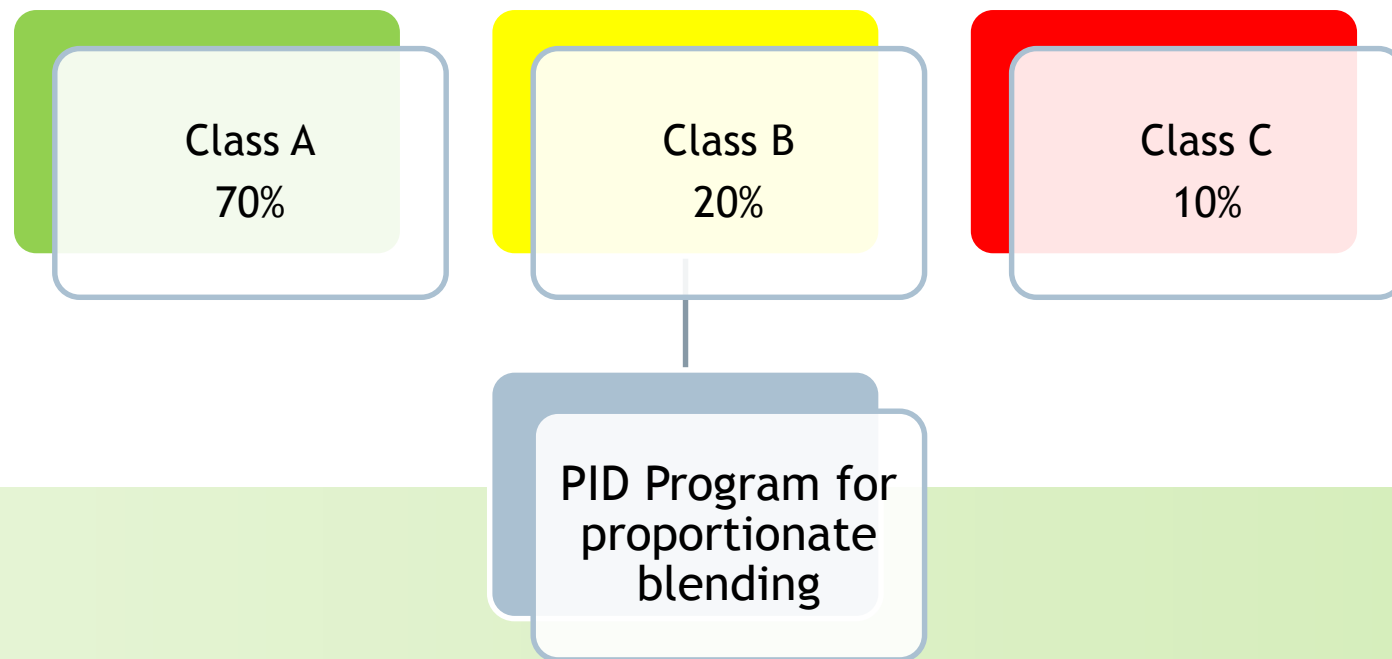 Class A
70%
Class B
20%
Class C
10%
PID Program for
proportionate
blending